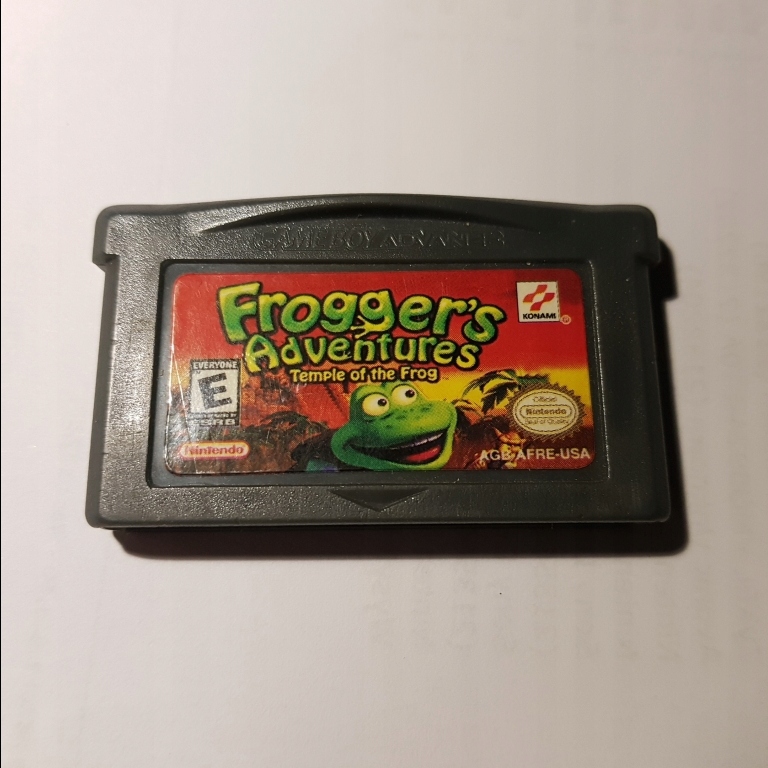 GAME BOY ADVANCE
Frogger's
Adventures
Temple of the Frog
KONAMI
®
EVERYONE
E
ESRB
Nintendo
Official
Nintendo
Seal of Quality
AGB-AFRE-USA